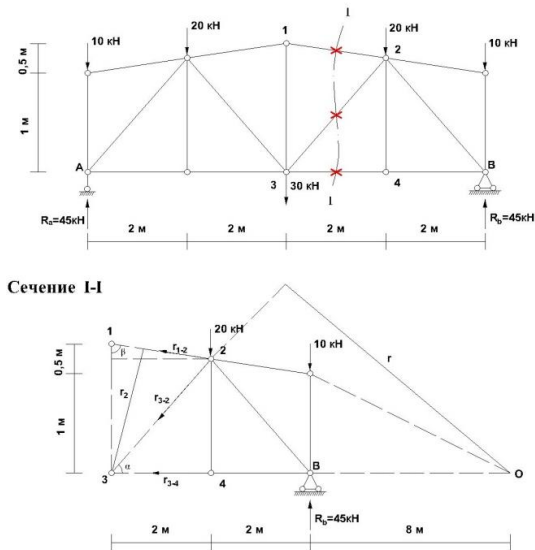 I
1
20 кН
20 кН
10 кН
10 кН
2
0,5 м
1 м
A
B
3
30 кН
4
I
Rₐ=45кН
R_b=45кН
2 м
2 м
2 м
2 м
Сечение I-I
20 кН
1
β
r₁₋₂
2
10 кН
r
0,5 м
r₂
r₃₋₂
1 м
α
B
O
3
r₃₋₄
4
R_b=45кН
2 м
2 м
8 м